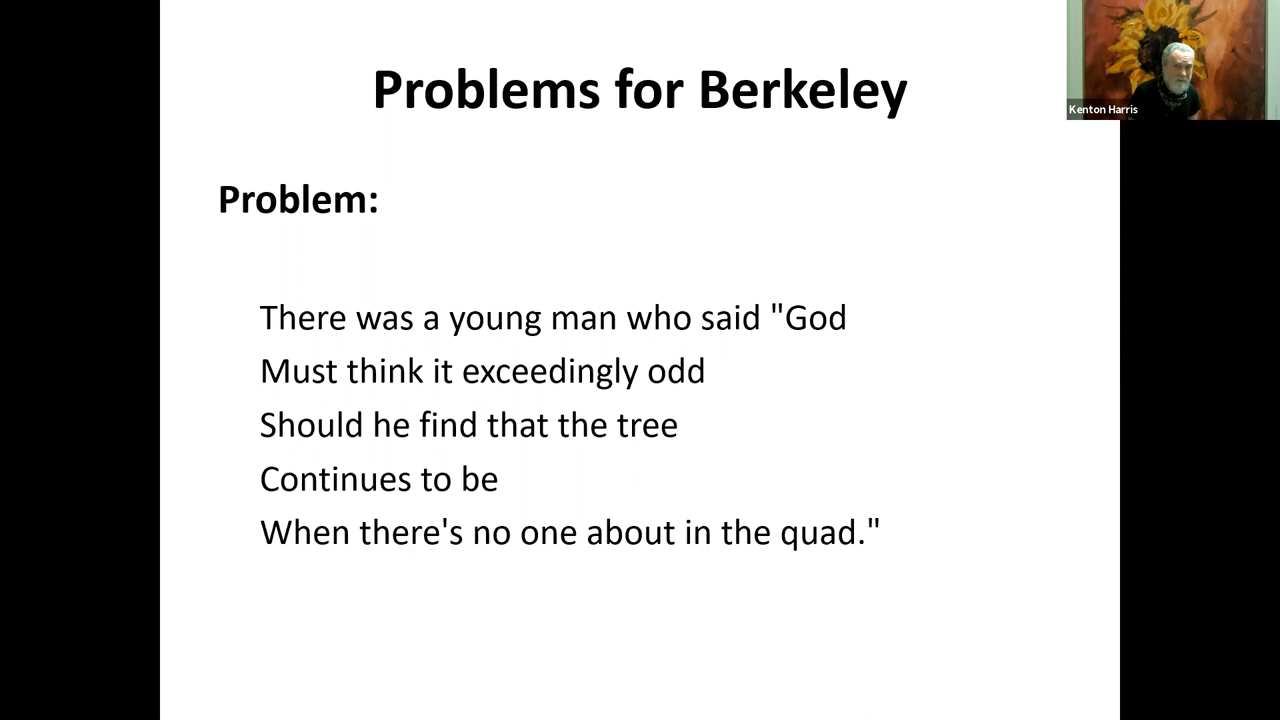 Problems for Berkeley
Kenton Harris
Problem:
There was a young man who said "God
Must think it exceedingly odd
Should he find that the tree
Continues to be
When there's no one about in the quad."